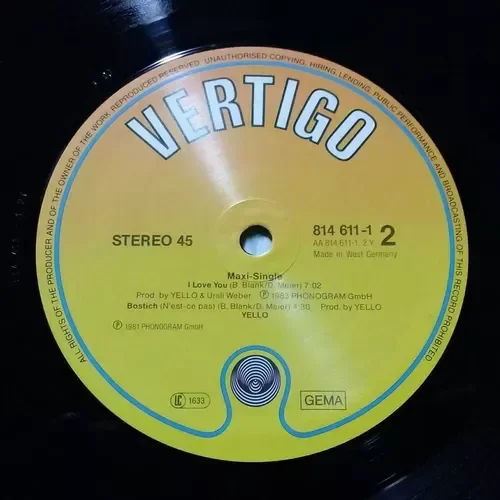 ALL RIGHTS OF THE PRODUCER AND OF THE OWNER OF THE WORK REPRODUCED RESERVED UNAUTHORISED COPYING, HIRING, LENDING, PUBLIC PERFORMANCE AND BROADCASTING OF THIS RECORD PROHIBITED
VERTIGO
STEREO 45
814 611-1
AA 814 611-1. 2 Y
2
Made in West Germany
Maxi-Single
I Love You (B. Blank/D. Meier) 7:02
Prod. by YELLO & Ursli Weber ℗ 1983 PHONOGRAM GmbH
Bostich (N'est-ce pas) (B. Blank/D. Meier) 4:30 Prod. by YELLO
YELLO
℗ 1981 PHONOGRAM GmbH
LC 1633
GEMA